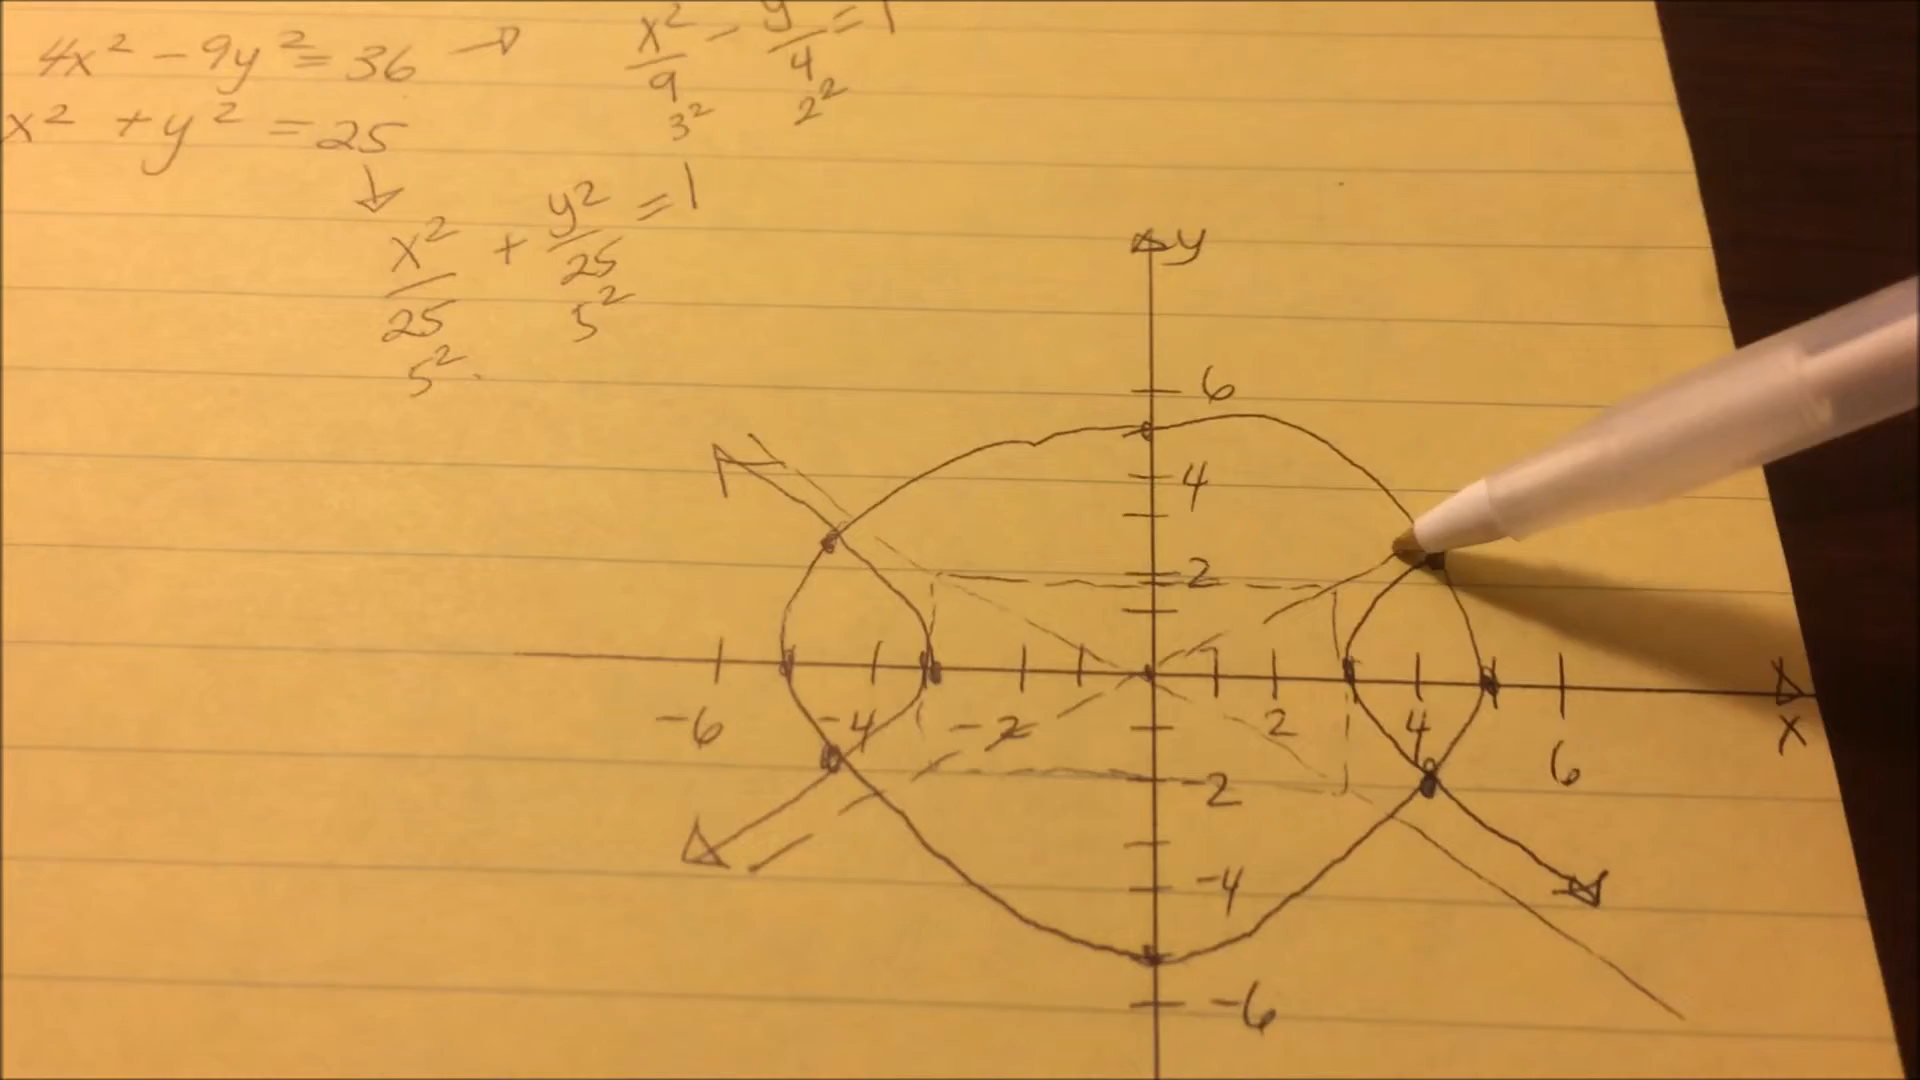 4x² - 9y² = 36 → x²/9 - y/4 = 1
3² 2²
x² + y² = 25
↓
x²/25 + y²/25 = 1
5² 5²
y
6
4
2
-6 -4 -2 2 4 6 x
-2
-4
-6